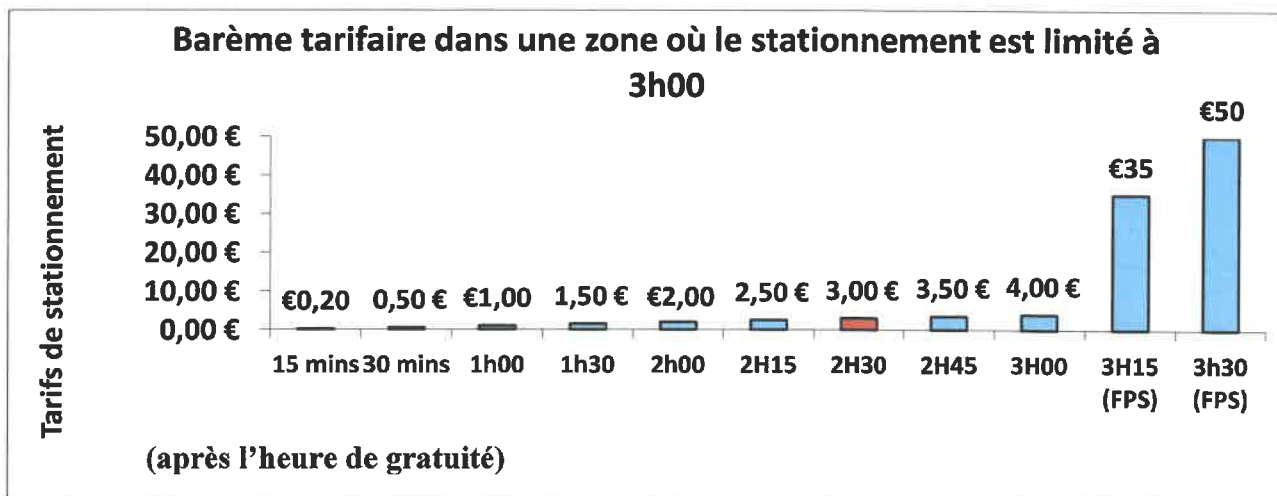 Barème tarifaire dans une zone où le stationnement est limité à
3h00
Tarifs de stationnement
50,00 €
40,00 €
30,00 €
20,00 €
10,00 €
0,00 €
€0,20 0,50 € €1,00 1,50 € €2,00 2,50 € 3,00 € 3,50 € 4,00 € €35 €50
15 mins 30 mins 1h00 1h30 2h00 2H15 2H30 2H45 3H00 3H15 3h30
(FPS) (FPS)
(après l'heure de gratuité)